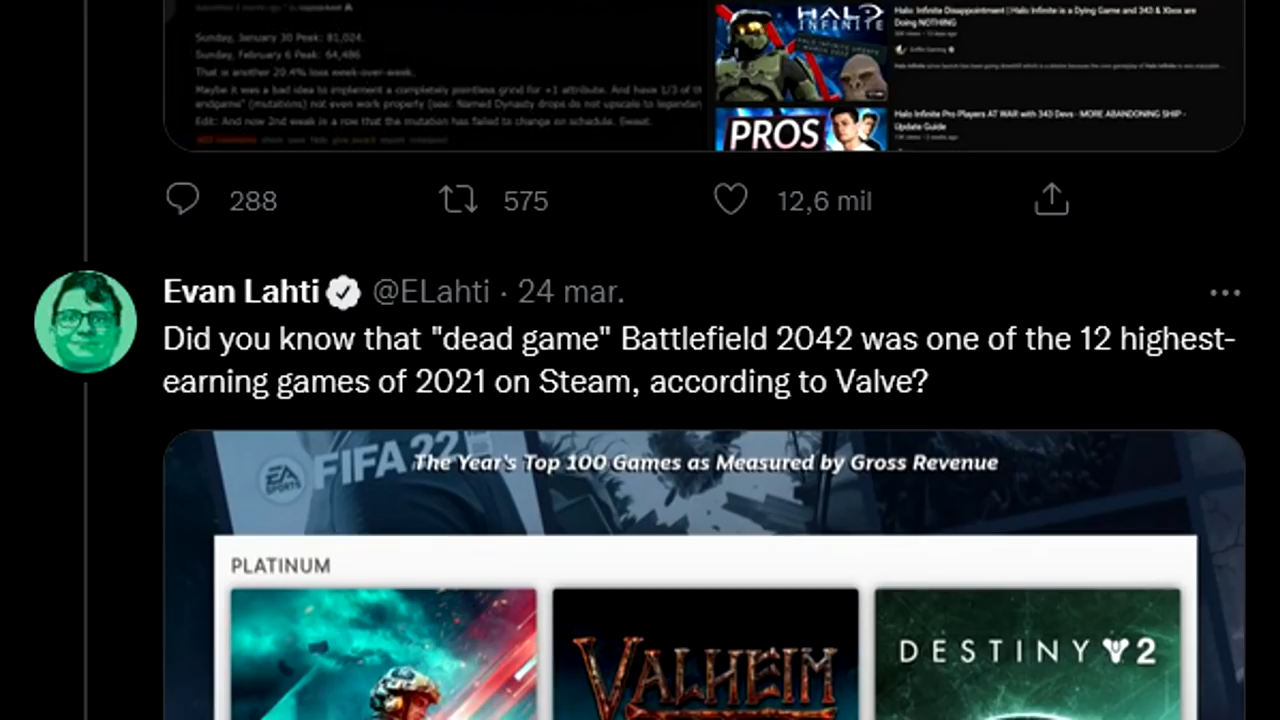 Sunday, January 30 Peak: 81,024.
Sunday, February 6 Peak: 64,486
That is another 20.4% loss week-over-week.
Maybe it was a bad idea to implement a completely pointless grind for +1 attribute. And have 1/3 of th
endgame" (mutations) not even work properly (see: Named Dynasty drops do not upscale to legendary
Edit: And now 2nd week in a row that the mutation has failed to change on schedule. Sweet.
HALO
INFINITE
Halo Infinite Disappointment | Halo Infinite is a Dying Game and 343 & Xbox are
Doing NOTHING
PROS
Halo Infinite Pro Players AT WAR with 343 Devs - MORE ABANDONING SHIP -
Update Guide
288 575 12,6 mil
Evan Lahti @ELahti · 24 mar.
Did you know that "dead game" Battlefield 2042 was one of the 12 highest-
earning games of 2021 on Steam, according to Valve?
EA SPORTS FIFA 22
The Year's Top 100 Games as Measured by Gross Revenue
PLATINUM
VALHEIM
DESTINY 2